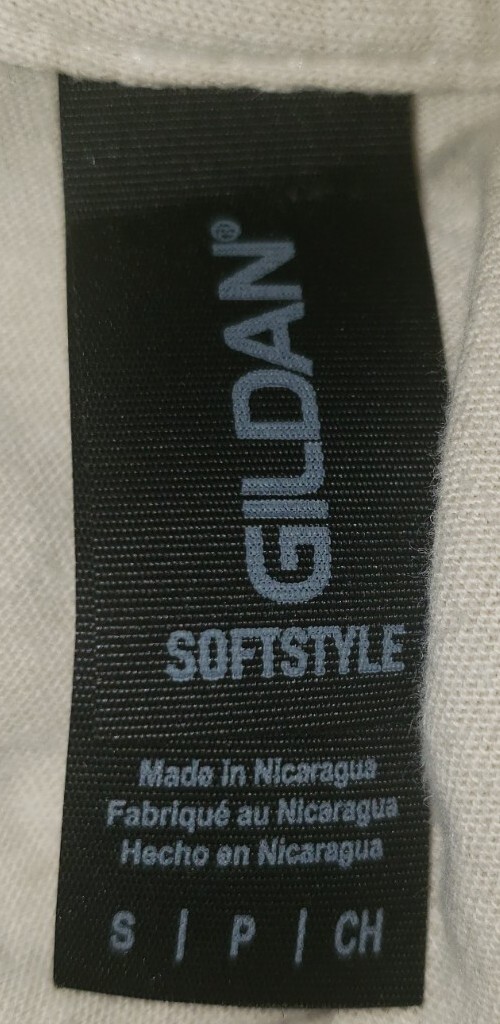 GILDAN®
SOFTSTYLE
Made in Nicaragua
Fabriqué au Nicaragua
Hecho en Nicaragua
S | P | CH